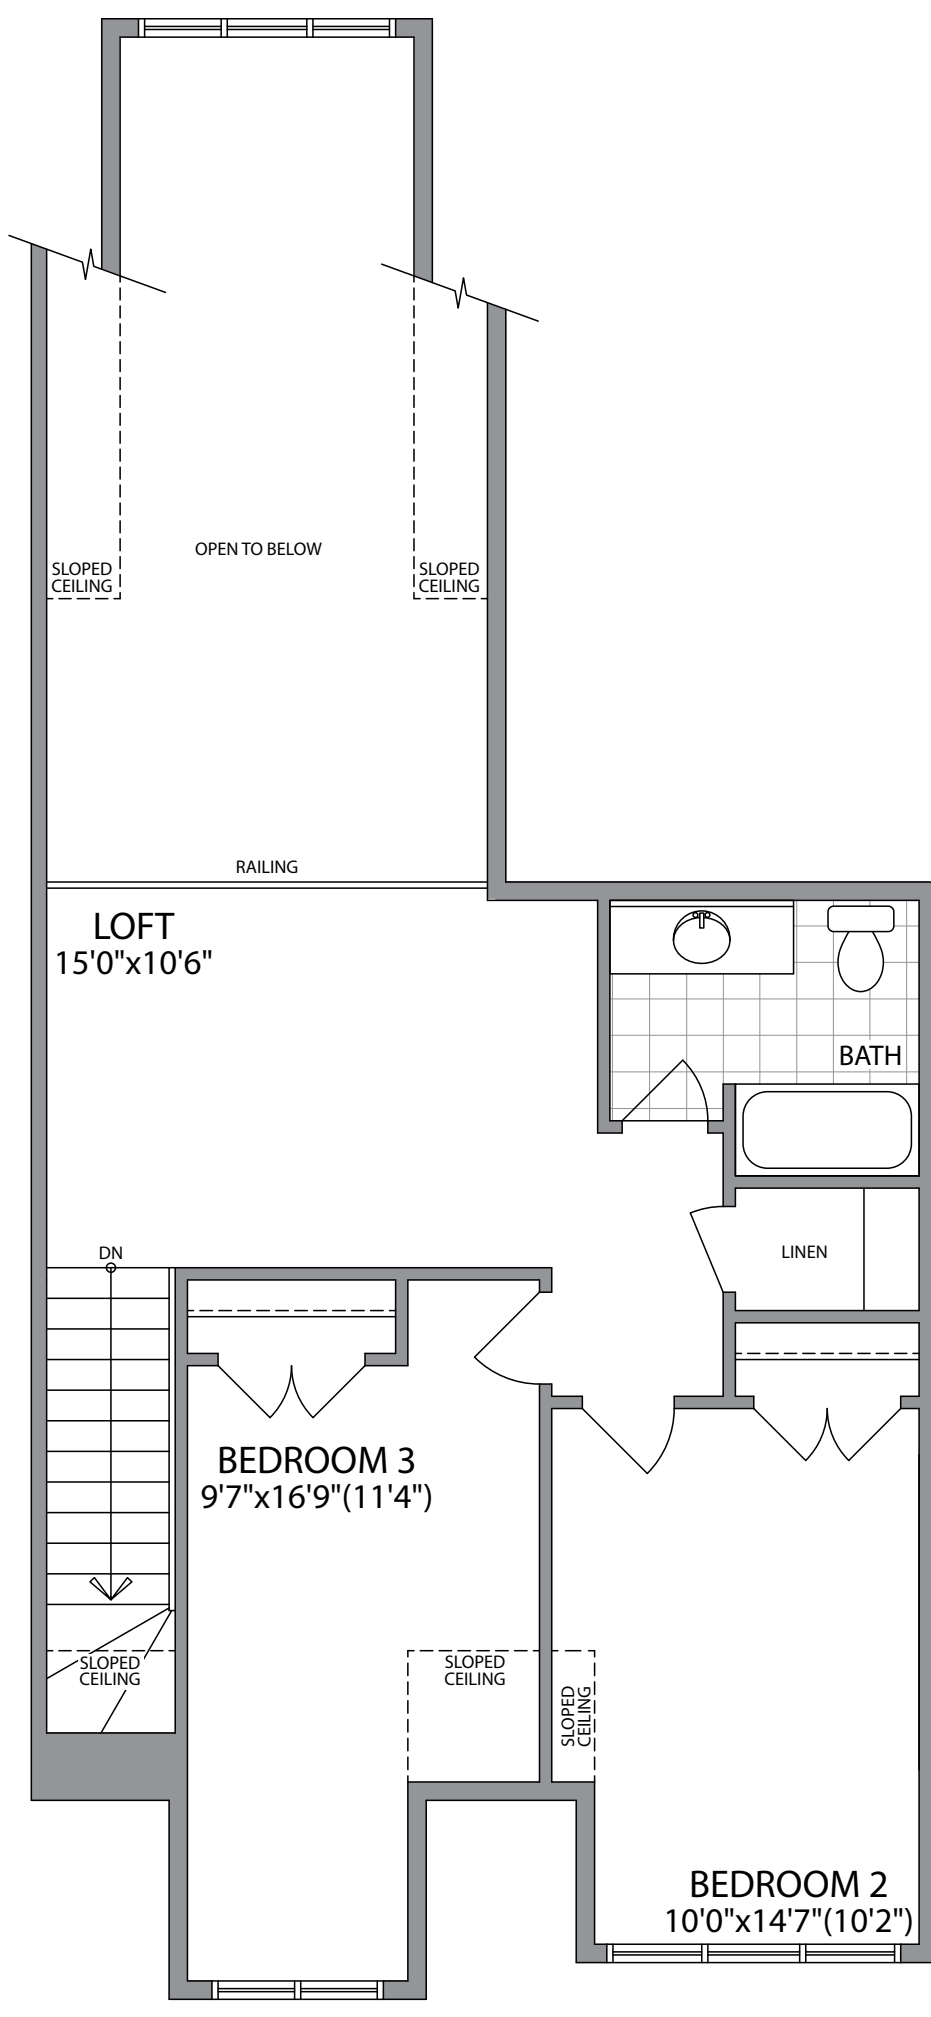 OPEN TO BELOW
SLOPED
CEILING
SLOPED
CEILING
RAILING
LOFT
15'0"x10'6"
BATH
DN
LINEN
BEDROOM 3
9'7"x16'9"(11'4")
SLOPED
CEILING
SLOPED
CEILING
SLOPED
CEILING
BEDROOM 2
10'0"x14'7"(10'2")